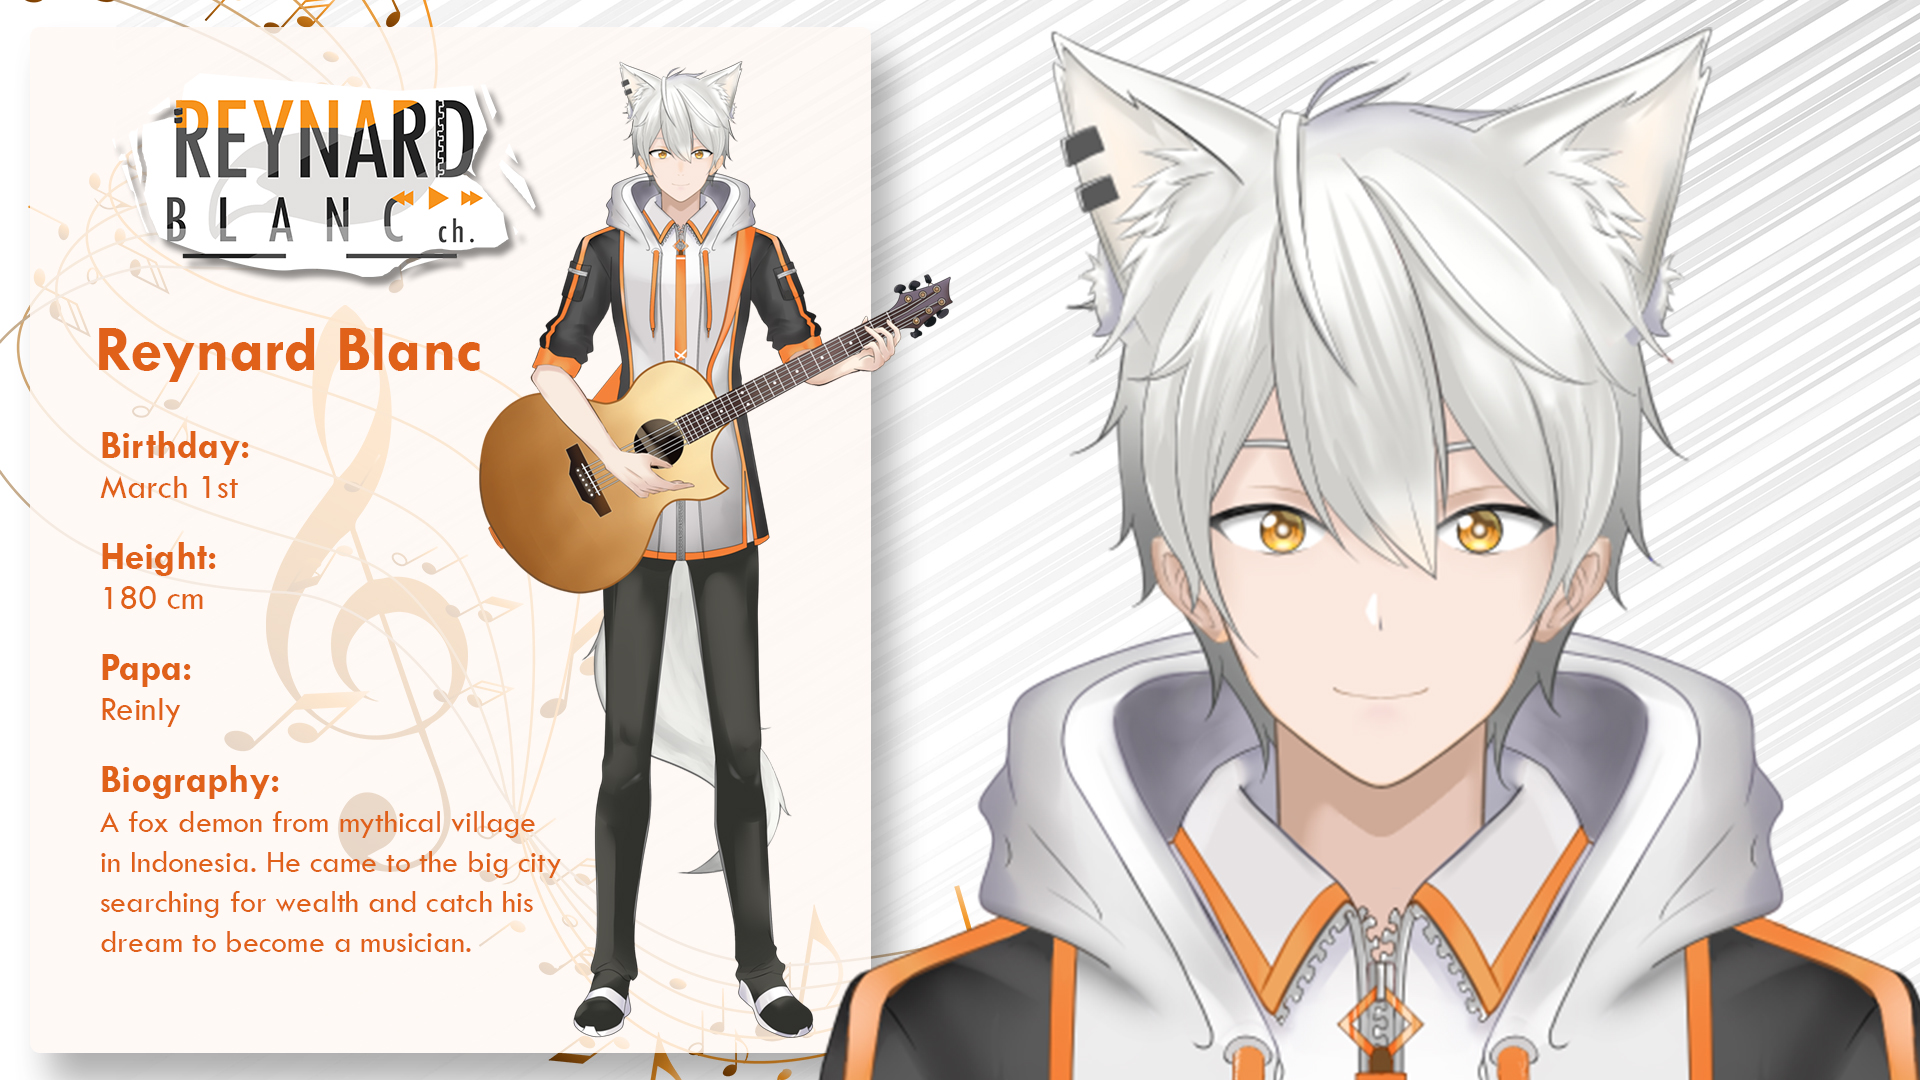 REYNARD
BLANC ch.
Reynard Blanc
Birthday:
March 1st
Height:
180 cm
Papa:
Reinly
Biography:
A fox demon from mythical village
in Indonesia. He came to the big city
searching for wealth and catch his
dream to become a musician.